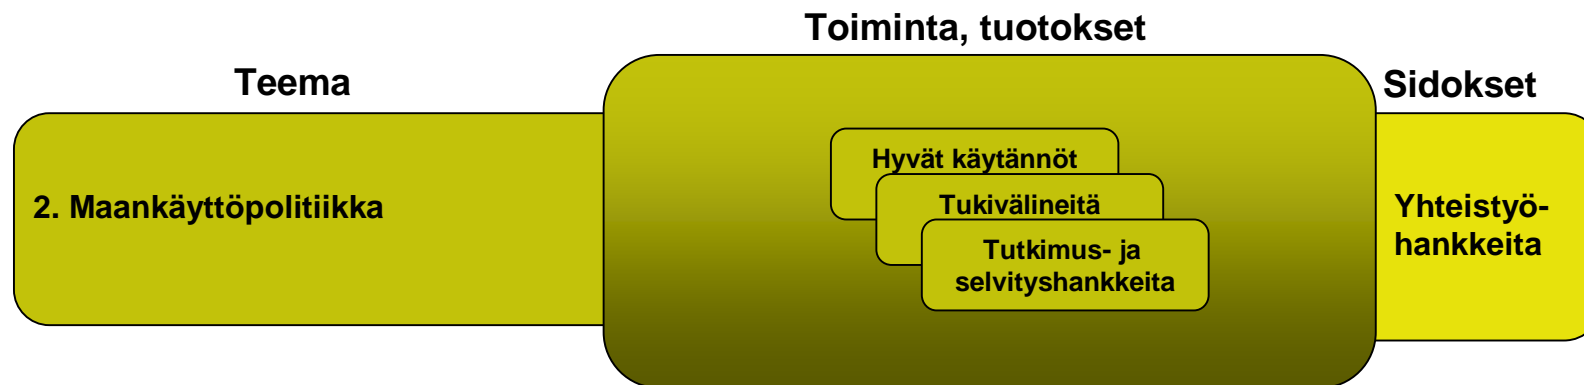 Toiminta, tuotokset
Teema
Sidokset
Hyvät käytännöt
2. Maankäyttöpolitiikka
Tukivälineitä
Yhteistyö-
hankkeita
Tutkimus- ja
selvityshankkeita